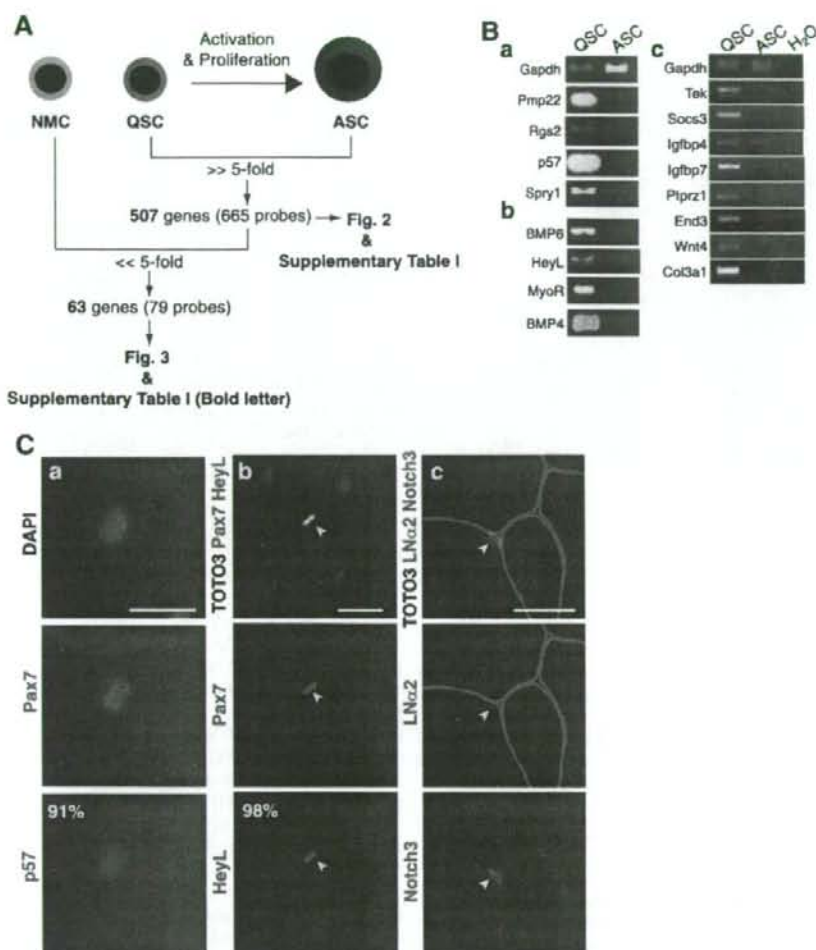 A
Activation
& Proliferation
NMC
QSC
ASC
>> 5-fold
507 genes (665 probes)
Fig. 2
&
Supplementary Table I
<< 5-fold
63 genes (79 probes)
Fig. 3
&
Supplementary Table I (Bold letter)
B
a
QSC
ASC
Gapdh
Pmp22
Rgs2
p57
Spry1
b
BMP6
HeyL
MyoR
BMP4
c
QSC
ASC
H2O
Gapdh
Tek
Socs3
Igfbp4
Igfbp7
Ptprz1
End3
Wnt4
Col3a1
C
a
DAPI
Pax7
91%
p57
b
TOTO3 Pax7 HeyL
Pax7
98%
HeyL
c
TOTO3 LNα2 Notch3
LNα2
Notch3